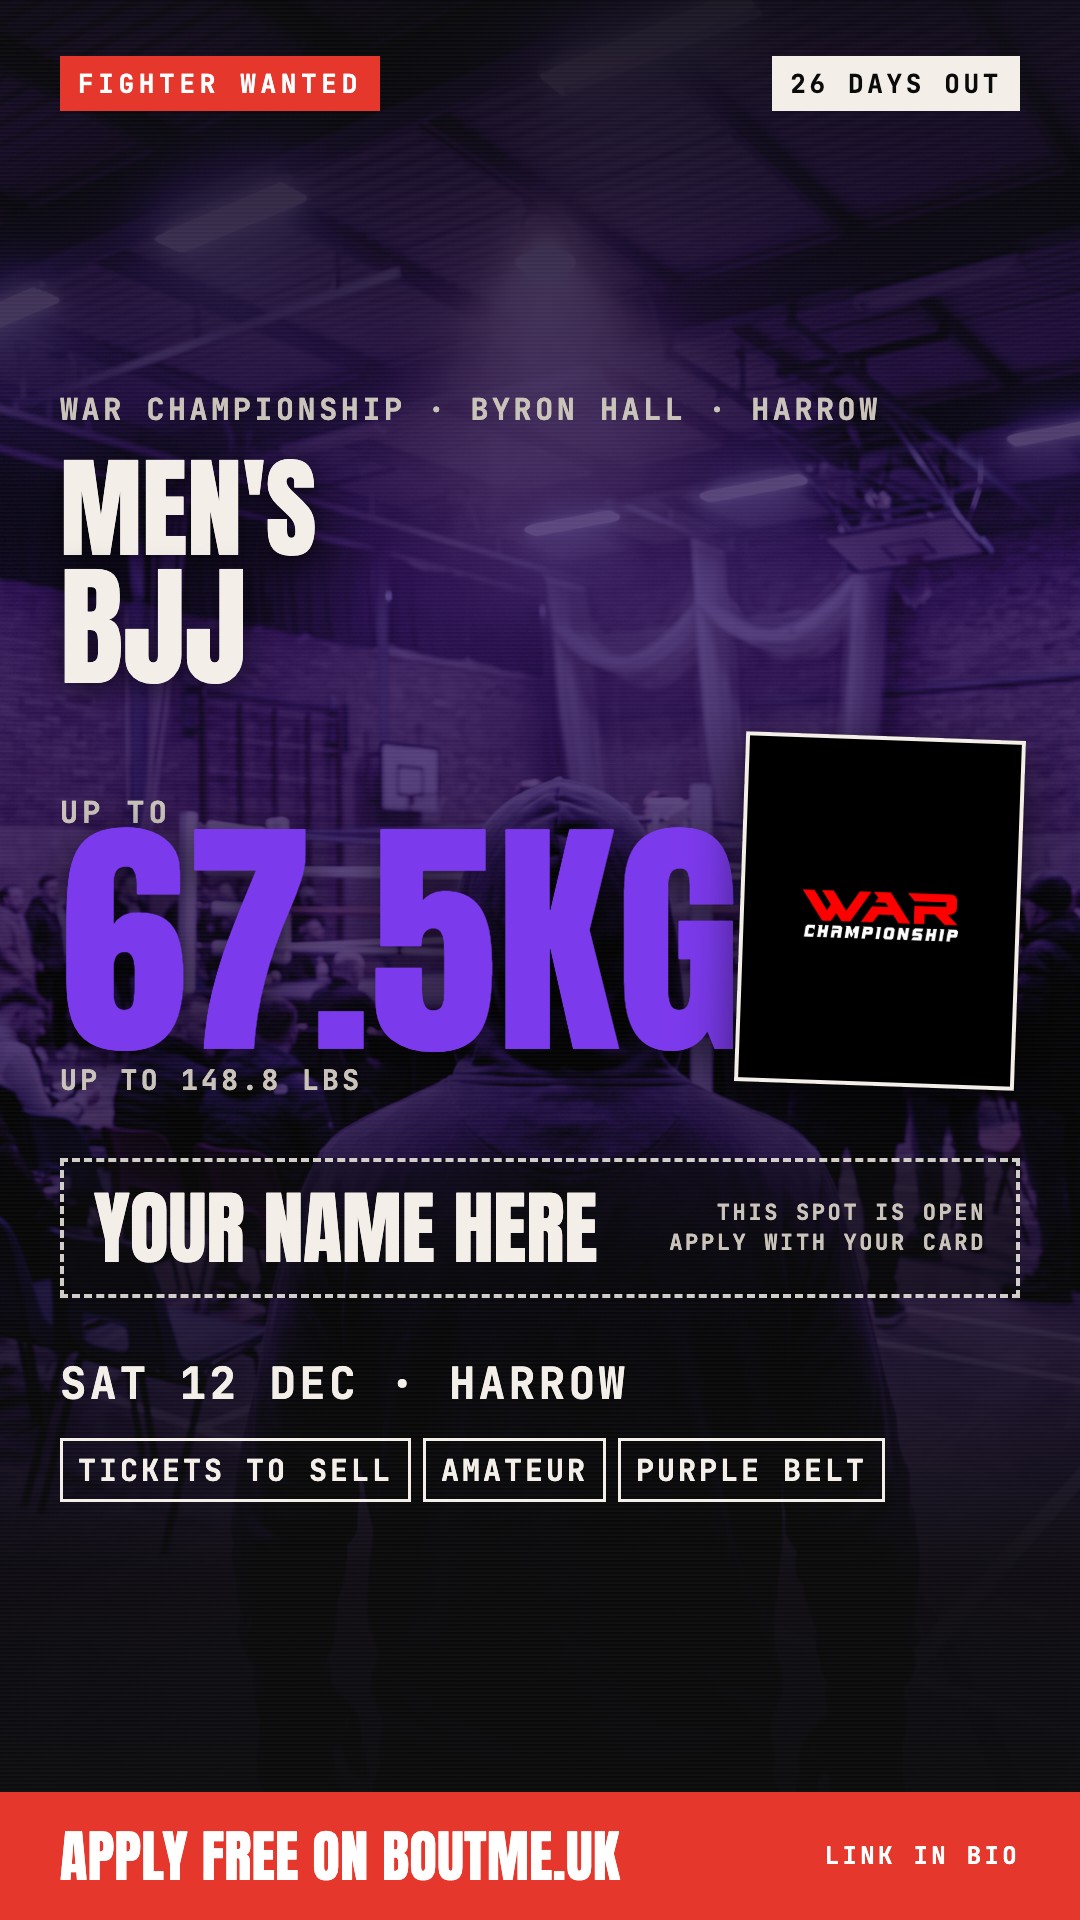 FIGHTER WANTED
26 DAYS OUT
WAR CHAMPIONSHIP · BYRON HALL · HARROW
MEN'S
BJJ
UP TO
67.5KG
WAR
CHAMPIONSHIP
UP TO 148.8 LBS
YOUR NAME HERE
THIS SPOT IS OPEN
APPLY WITH YOUR CARD
SAT 12 DEC · HARROW
TICKETS TO SELL
AMATEUR
PURPLE BELT
APPLY FREE ON BOUTME.UK
LINK IN BIO